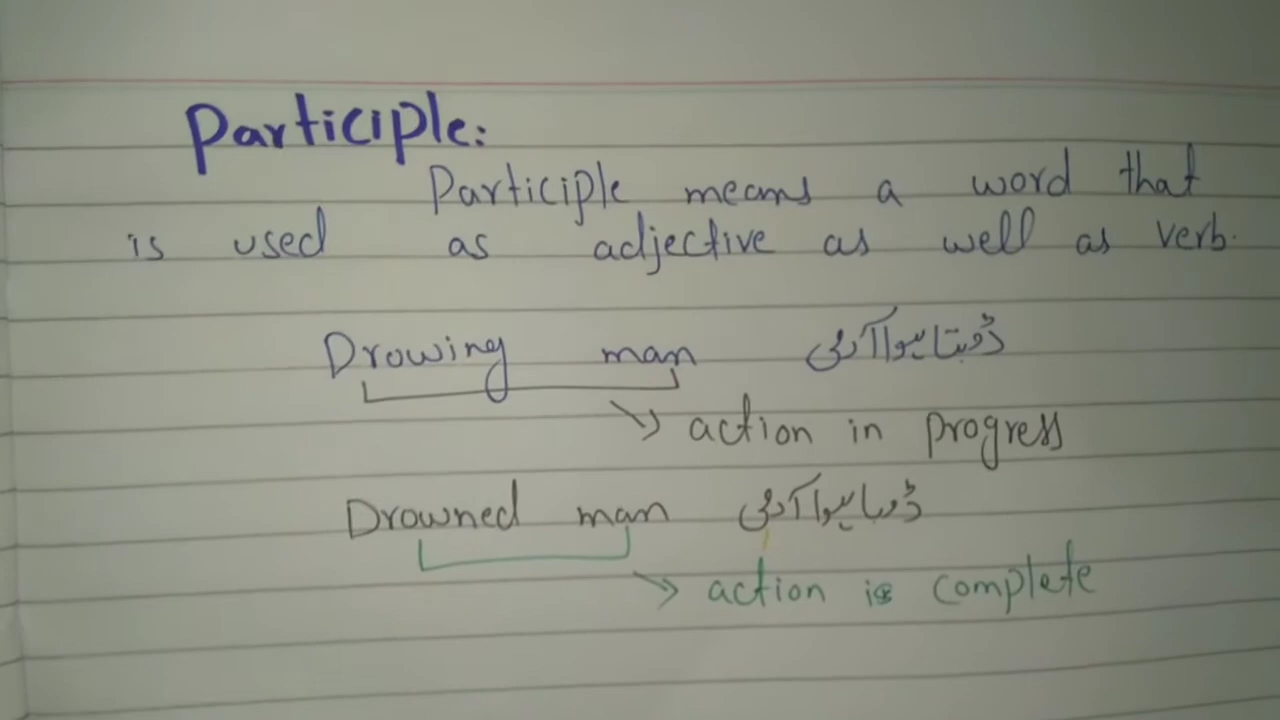 Participle:
Participle means a word that
is used as adjective as well as verb.
Drowing man ڈوبتا ہوا آدمی
action in progress
Drowned man ڈوبا ہوا آدمی
action is complete